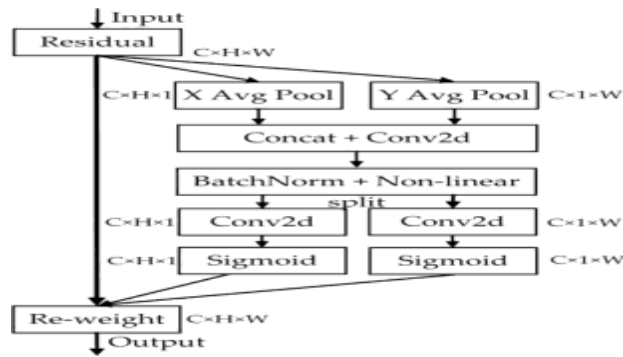 Input
Residual
C×H×W
C×H×1 X Avg Pool Y Avg Pool C×1×W
Concat + Conv2d
BatchNorm + Non-linear
split
C×H×1 Conv2d Conv2d C×1×W
C×H×1 Sigmoid Sigmoid C×1×W
Re-weight C×H×W
Output